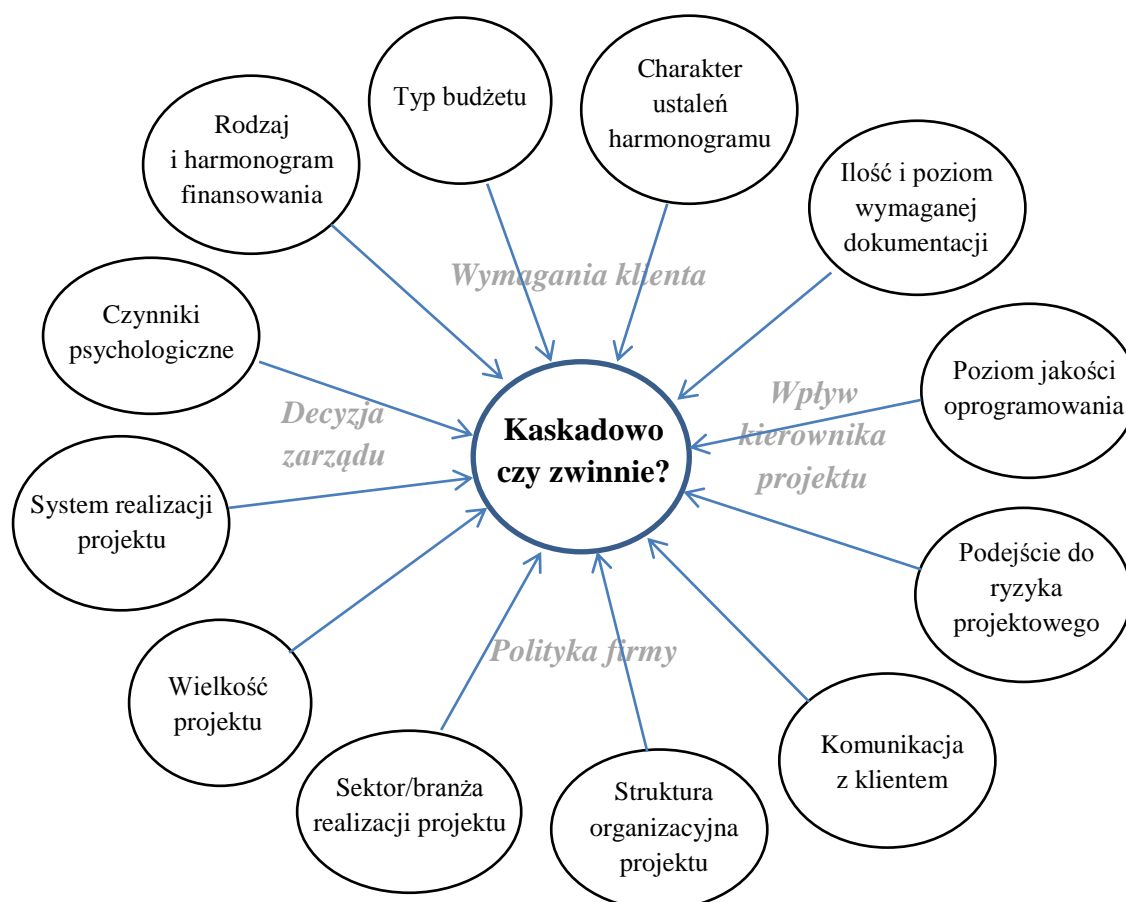 Typ budżetu
Charakter
ustaleń
harmonogramu
Rodzaj
i harmonogram
finansowania
Ilość i poziom
wymaganej
dokumentacji
Wymagania klienta
Czynniki
psychologiczne
Poziom jakości
oprogramowania
Decyzja
zarządu
Kaskadowo
czy zwinnie?
Wpływ
kierownika
projektu
System realizacji
projektu
Podejście do
ryzyka
projektowego
Polityka firmy
Wielkość
projektu
Komunikacja
z klientem
Sektor/branża
realizacji projektu
Struktura
organizacyjna
projektu